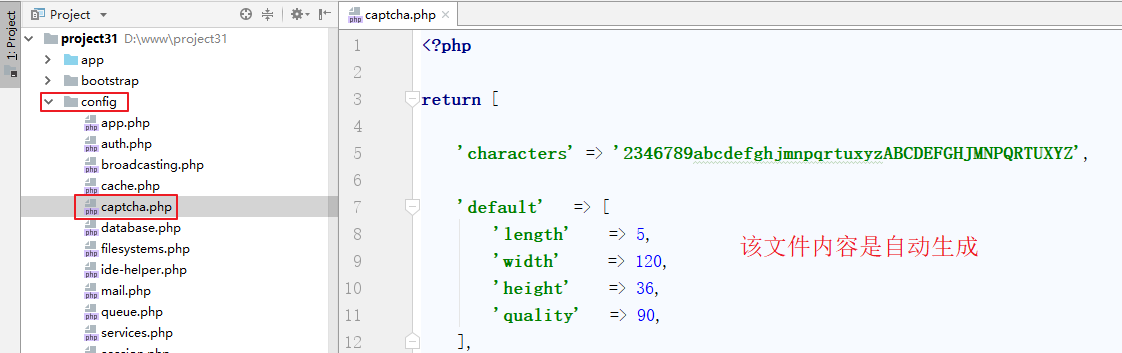 Project
captcha.php
1: Project
project31 D:\www\project31
app
bootstrap
config
app.php
auth.php
broadcasting.php
cache.php
captcha.php
database.php
filesystems.php
ide-helper.php
mail.php
queue.php
services.php
session.php
1 <?php
2
3 return [
4
5 'characters' => '2346789abcdefghjmnpqrtuxyzABCDEFGHJMNPQRTUXYZ',
6
7 'default' => [
8 'length' => 5,
9 'width' => 120,
10 'height' => 36,
11 'quality' => 90,
12 ],
该文件内容是自动生成